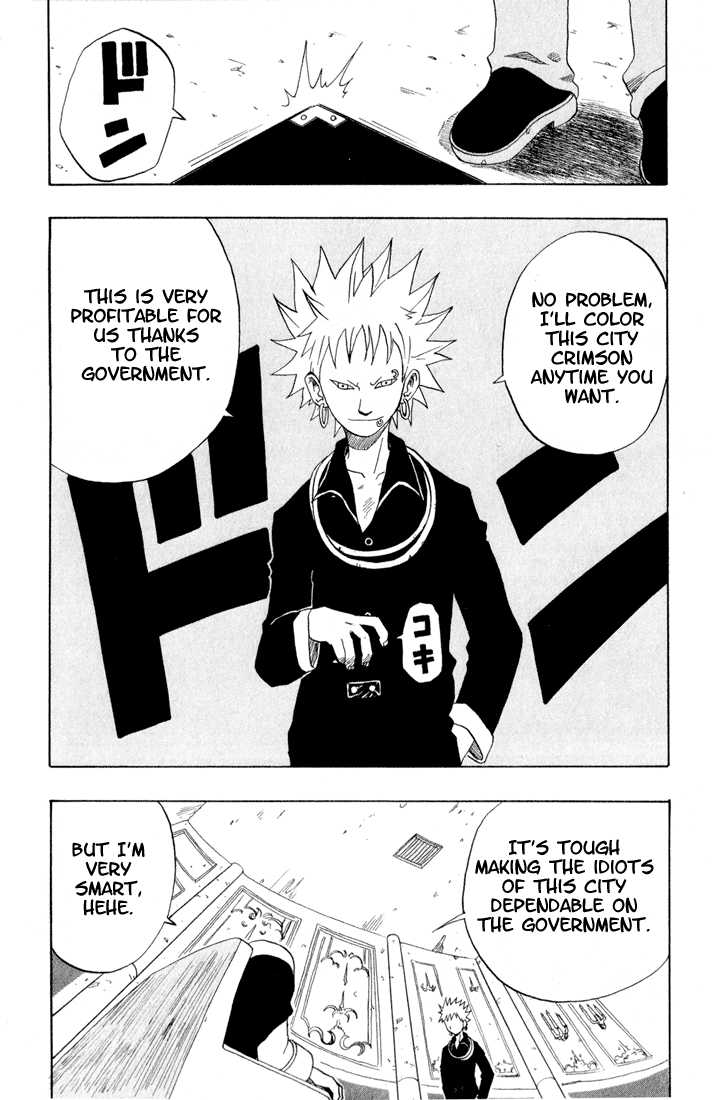 ドン
NO PROBLEM,
I'LL COLOR
THIS CITY
CRIMSON
ANYTIME YOU
WANT.
THIS IS VERY
PROFITABLE FOR
US THANKS
TO THE
GOVERNMENT.
ドン
コキ
IT'S TOUGH
MAKING THE IDIOTS
OF THIS CITY
DEPENDABLE ON
THE GOVERNMENT.
BUT I'M
VERY
SMART,
HEHE.